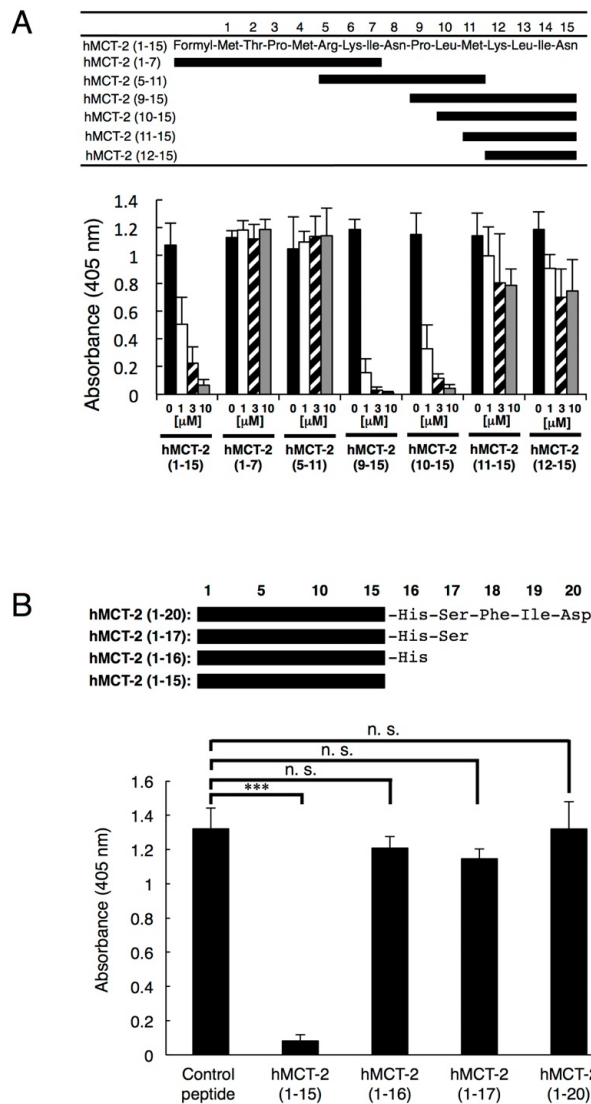 A
1 2 3 4 5 6 7 8 9 10 11 12 13 14 15
hMCT-2 (1-15) Formyl-Met-Thr-Pro-Met-Arg-Lys-Ile-Asn-Pro-Leu-Met-Lys-Leu-Ile-Asn
hMCT-2 (1-7)
hMCT-2 (5-11)
hMCT-2 (9-15)
hMCT-2 (10-15)
hMCT-2 (11-15)
hMCT-2 (12-15)
Absorbance (405 nm)
1.4
1.2
1.0
0.8
0.6
0.4
0.2
0
0 1 3 10 0 1 3 10 0 1 3 10 0 1 3 10 0 1 3 10 0 1 3 10 0 1 3 10
[μM] [μM] [μM] [μM] [μM] [μM] [μM]
hMCT-2 hMCT-2 hMCT-2 hMCT-2 hMCT-2 hMCT-2 hMCT-2
(1-15) (1-7) (5-11) (9-15) (10-15) (11-15) (12-15)
B
1 5 10 15 16 17 18 19 20
hMCT-2 (1-20): -His-Ser-Phe-Ile-Asp
hMCT-2 (1-17): -His-Ser
hMCT-2 (1-16): -His
hMCT-2 (1-15):
n. s.
n. s.
n. s.
***
Absorbance (405 nm)
1.6
1.4
1.2
1
0.8
0.6
0.4
0.2
0
Control hMCT-2 hMCT-2 hMCT-2 hMCT-2
peptide (1-15) (1-16) (1-17) (1-20)